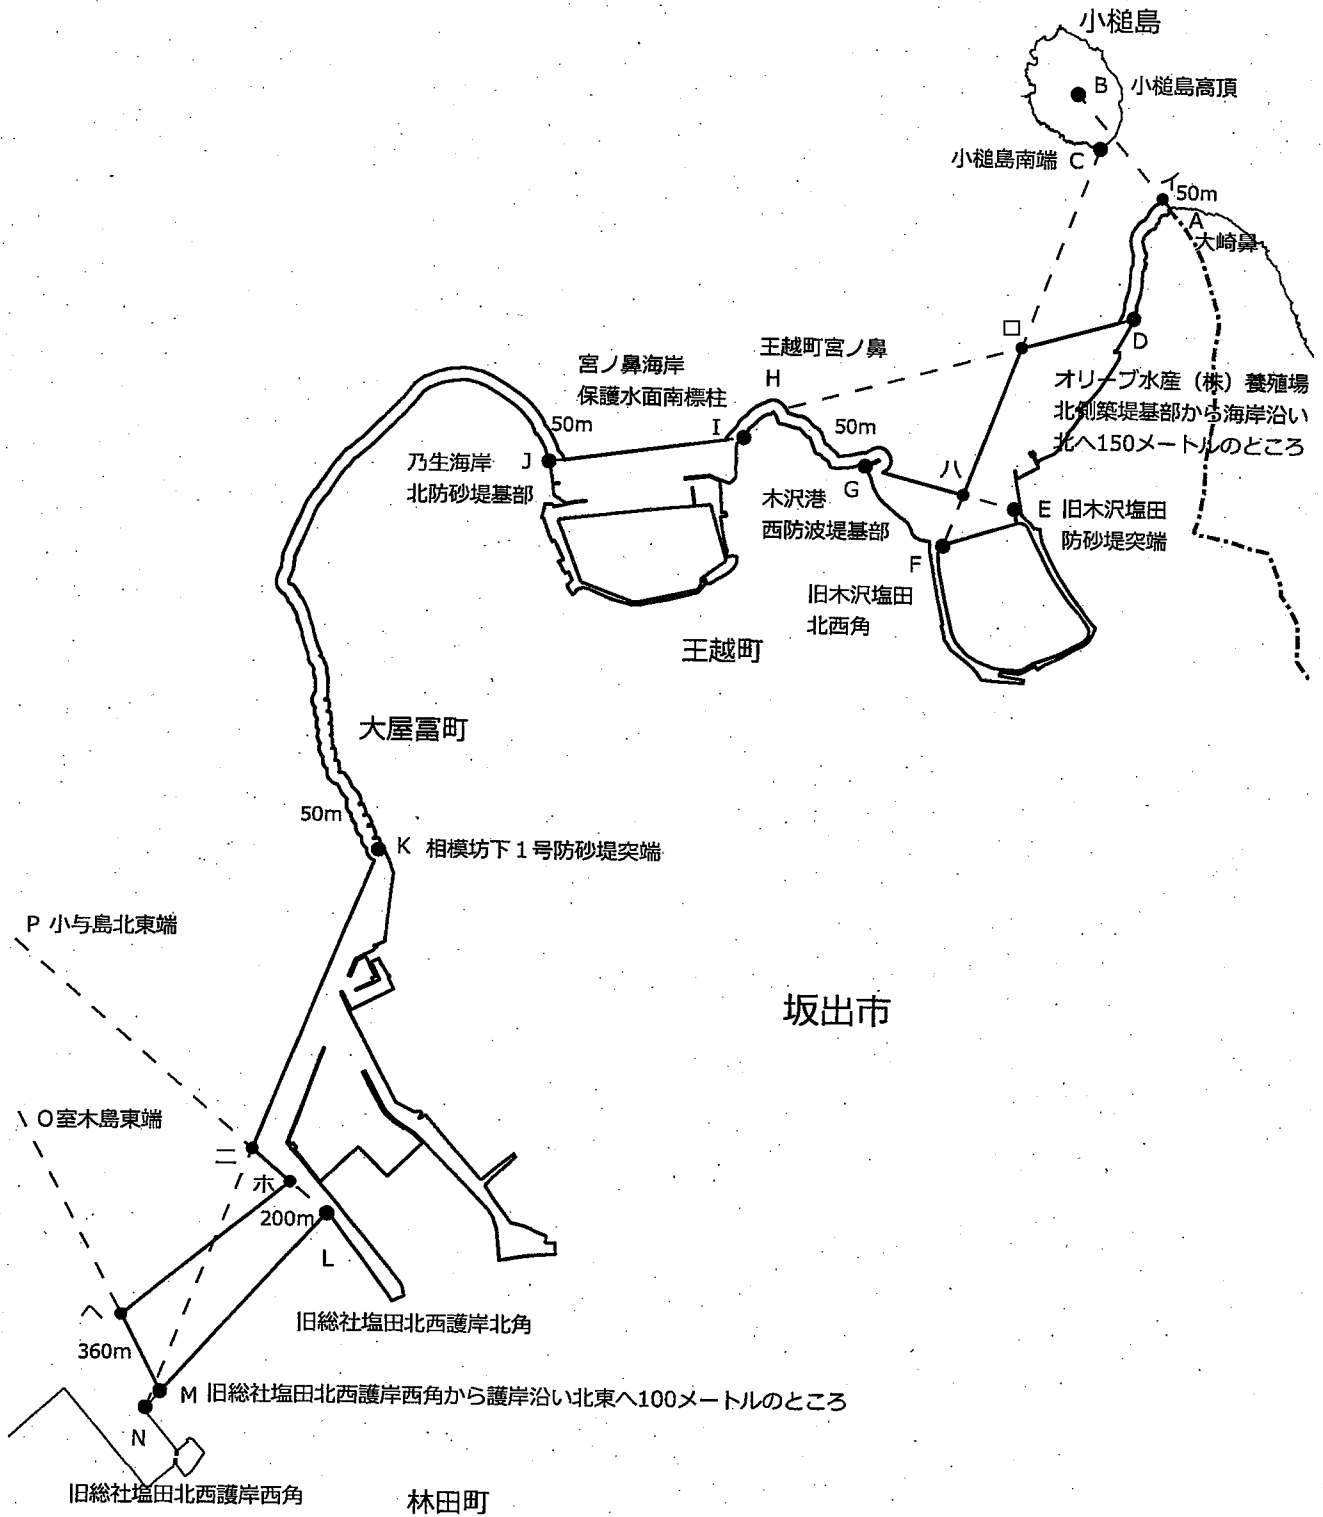 小槌島
B 小槌島高頂
小槌島南端 C
イ
50m
A
大崎鼻
ロ
D
王越町宮ノ鼻
H
宮ノ鼻海岸
保護水面南標柱
I
オリーブ水産（株）養殖場
北側築堤基部から海岸沿い
北へ150メートルのところ
50m
50m
乃生海岸
北防砂堤基部
J
G
ハ
木沢港
西防波堤基部
E 旧木沢塩田
防砂堤突端
F
旧木沢塩田
北西角
王越町
大屋冨町
50m
K 相模坊下１号防砂堤突端
P 小与島北東端
坂出市
O室木島東端
ニ
ホ
200m
L
ヘ
旧総社塩田北西護岸北角
360m
M 旧総社塩田北西護岸西角から護岸沿い北東へ100メートルのところ
N
旧総社塩田北西護岸西角
林田町